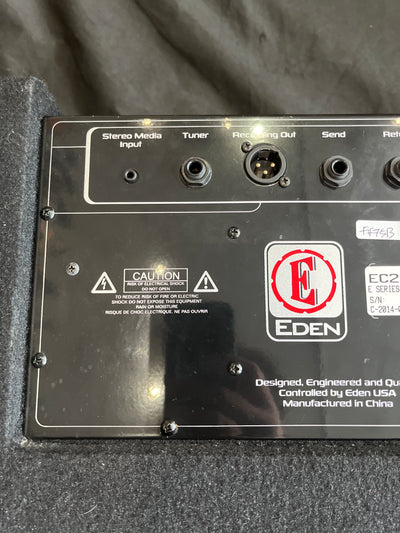 Stereo Media Input
Tuner
Recording Out
Send
CAUTION
RISK OF ELECTRICAL SHOCK
DO NOT OPEN
TO REDUCE RISK OF FIRE OR ELECTRIC
SHOCK DO NOT EXPOSE THIS EQUIPMENT
RAIN OR MOISTURE
RISQUE DE CHOC ELECTRIQUE, NE PAS OUVRIR
E
EDEN
EC2
E SERIES
S/N:
C-2014-
Designed, Engineered and
Controlled by Eden USA
Manufactured in China